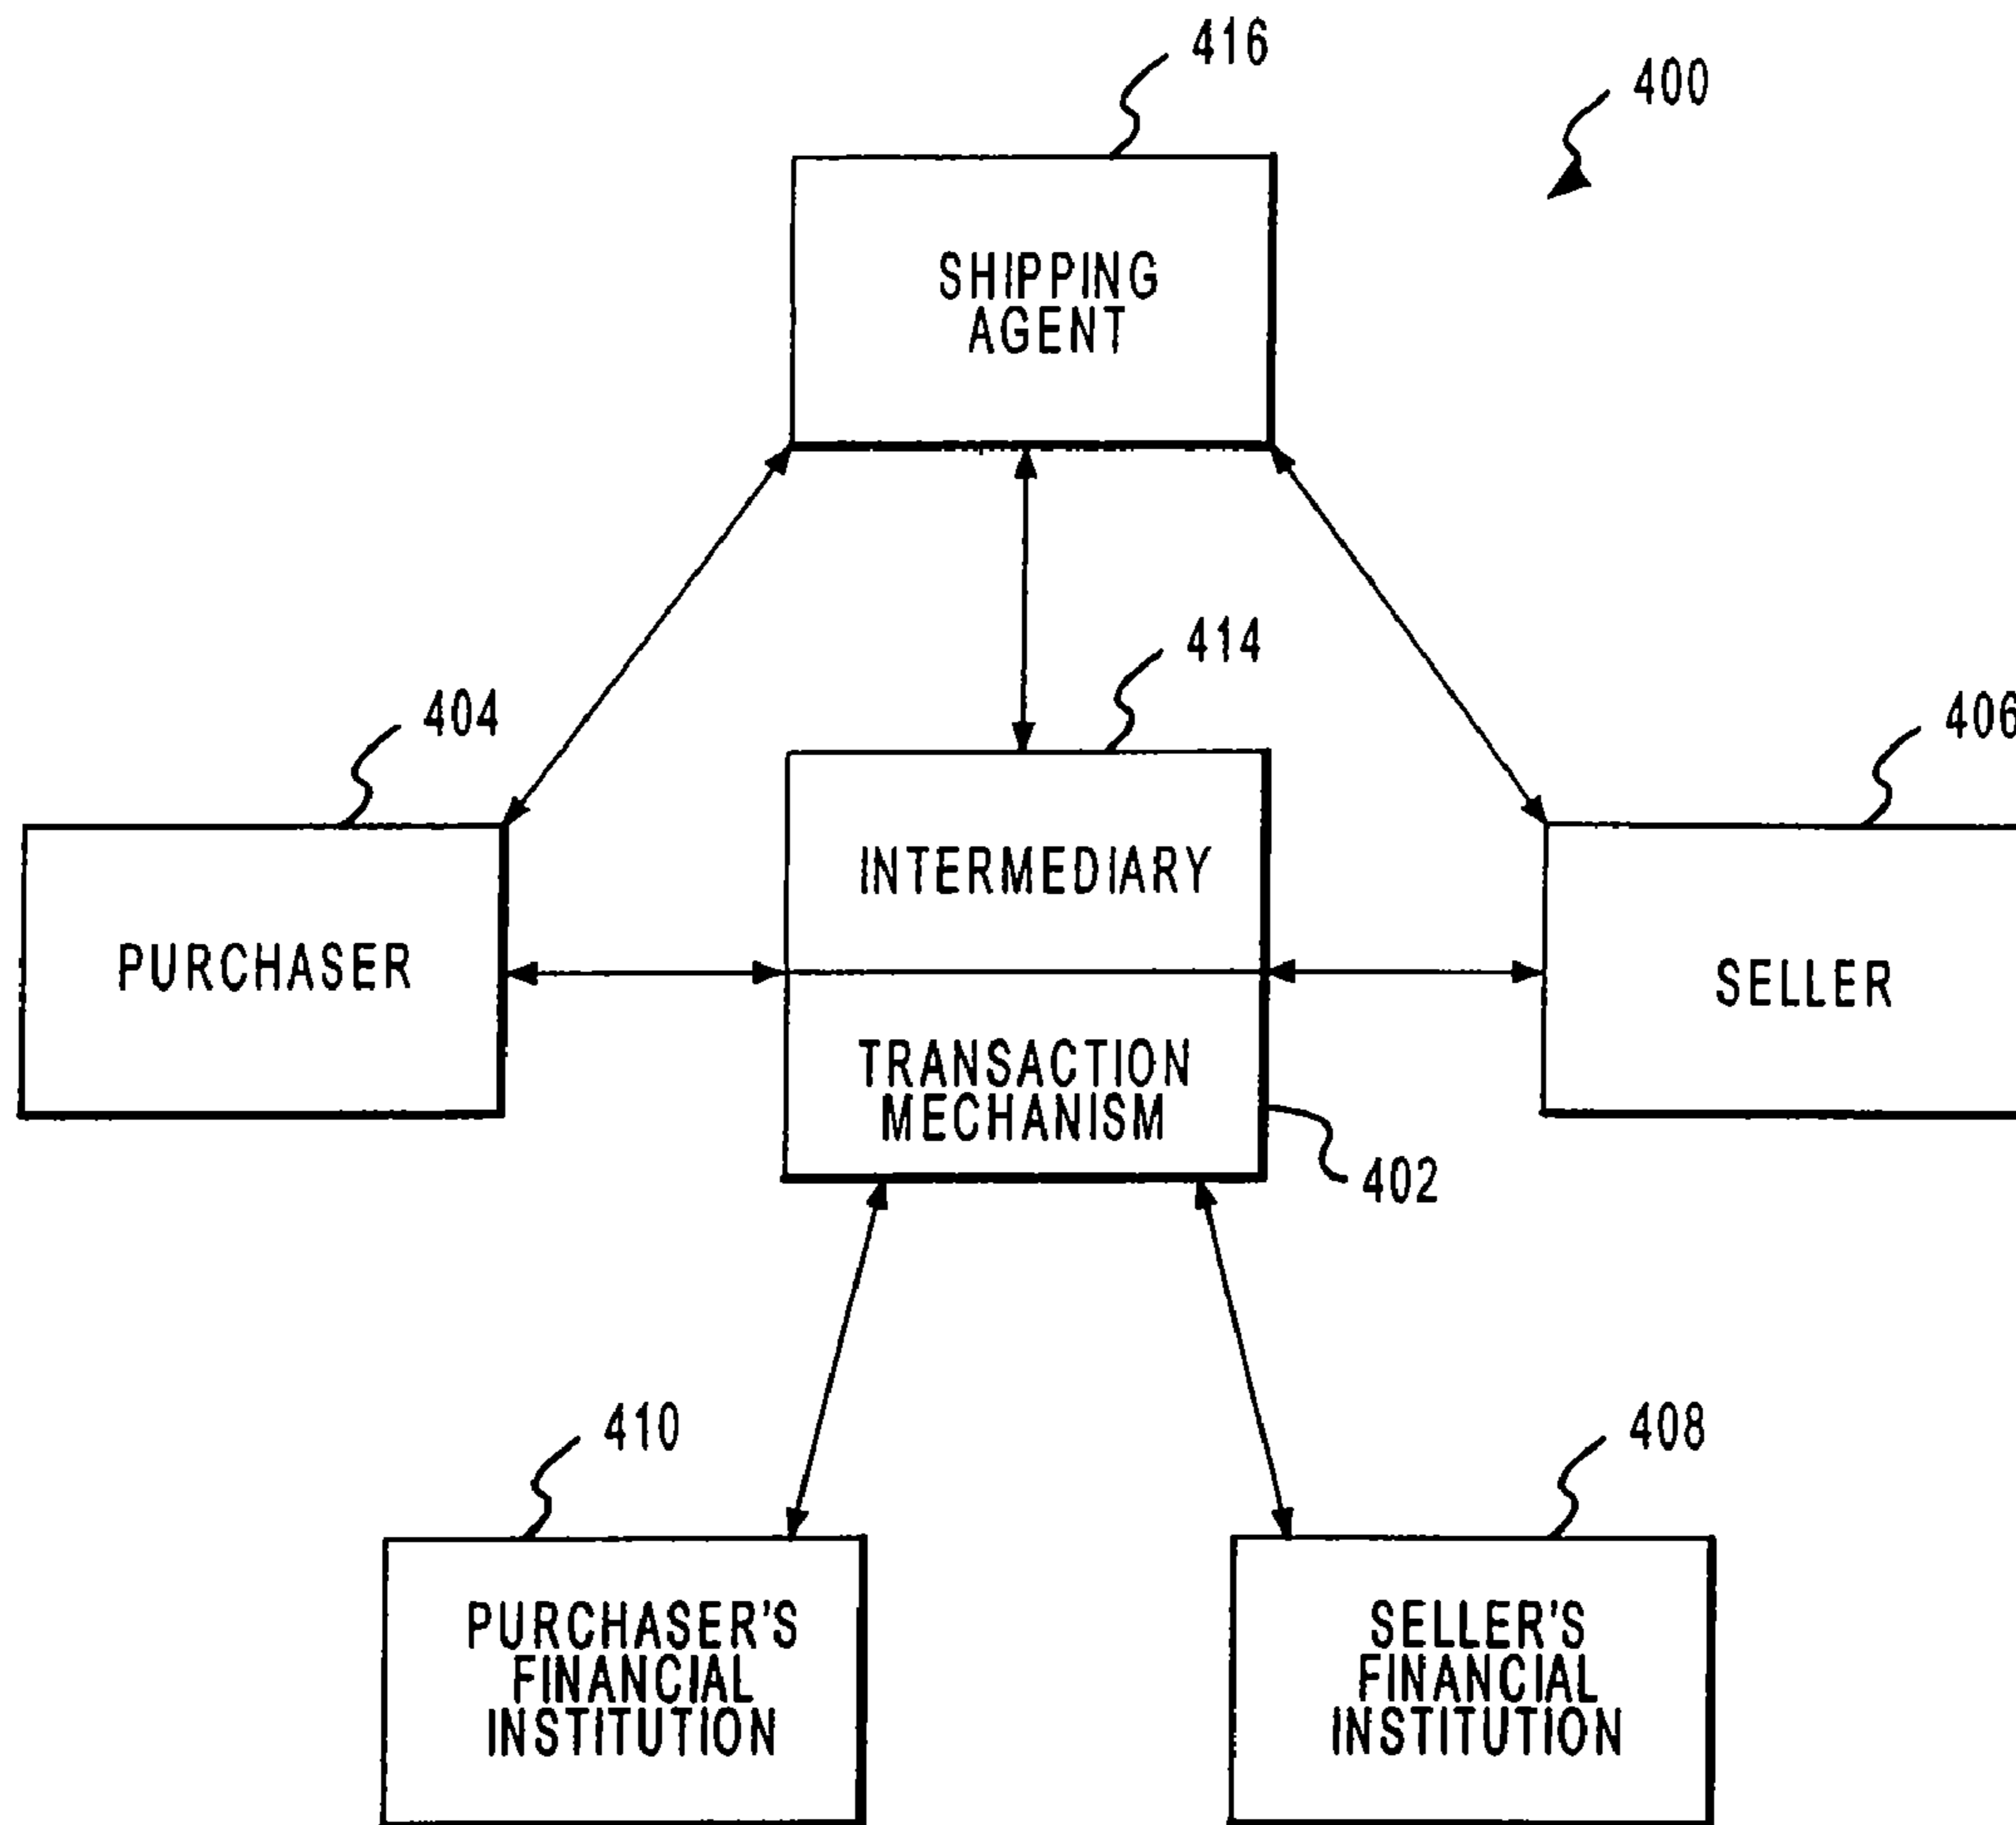 416
400
SHIPPING
AGENT
414
404
406
INTERMEDIARY
PURCHASER
SELLER
TRANSACTION
MECHANISM
402
410
408
PURCHASER'S
FINANCIAL
INSTITUTION
SELLER'S
FINANCIAL
INSTITUTION